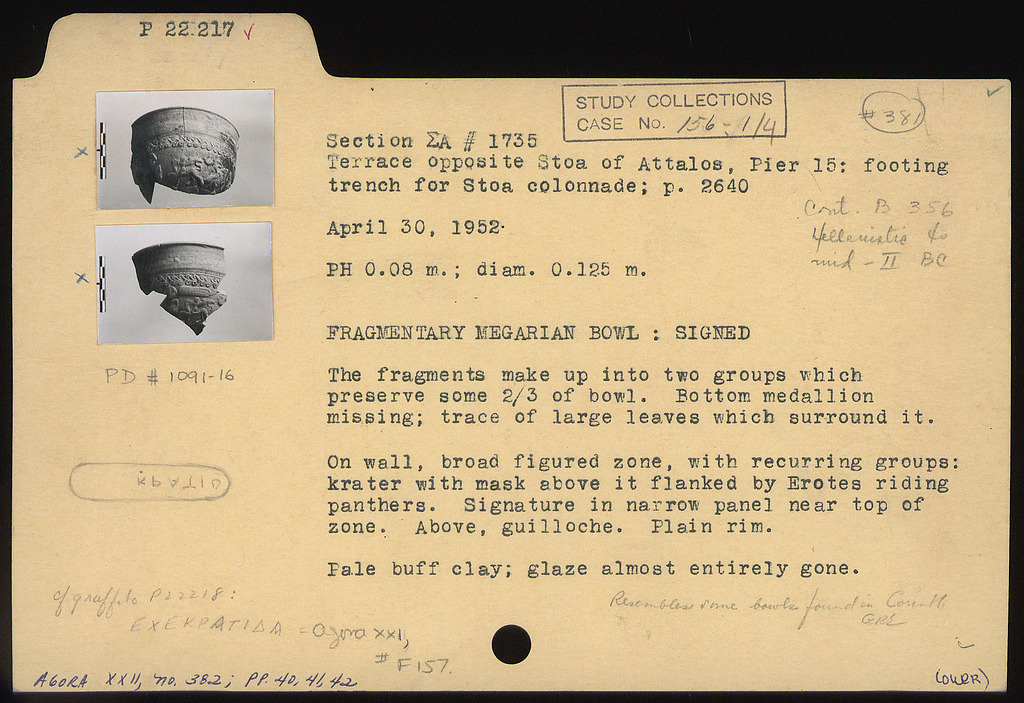 P 22217 ✓
STUDY COLLECTIONS
CASE No. 156-1/4
# 381
Section ΣΑ # 1735
Terrace opposite Stoa of Attalos, Pier 15: footing
trench for Stoa colonnade; p. 2640
Cont. B 356
Hellenistic to
mid - II BC
April 30, 1952.
PH 0.08 m.; diam. 0.125 m.
FRAGMENTARY MEGARIAN BOWL : SIGNED
PD # 1091-16
The fragments make up into two groups which
preserve some 2/3 of bowl. Bottom medallion
missing; trace of large leaves which surround it.
On wall, broad figured zone, with recurring groups:
krater with mask above it flanked by Erotes riding
panthers. Signature in narrow panel near top of
zone. Above, guilloche. Plain rim.
Pale buff clay; glaze almost entirely gone.
cf graffito P22218:
ΕΧΕΚΡΑΤΙΔΑ = Agora XXI,
# F157.
Resembles some bowls found in Corinth
GRE
AGORA XXII, no. 382; PP. 40, 41, 42
(OVER)